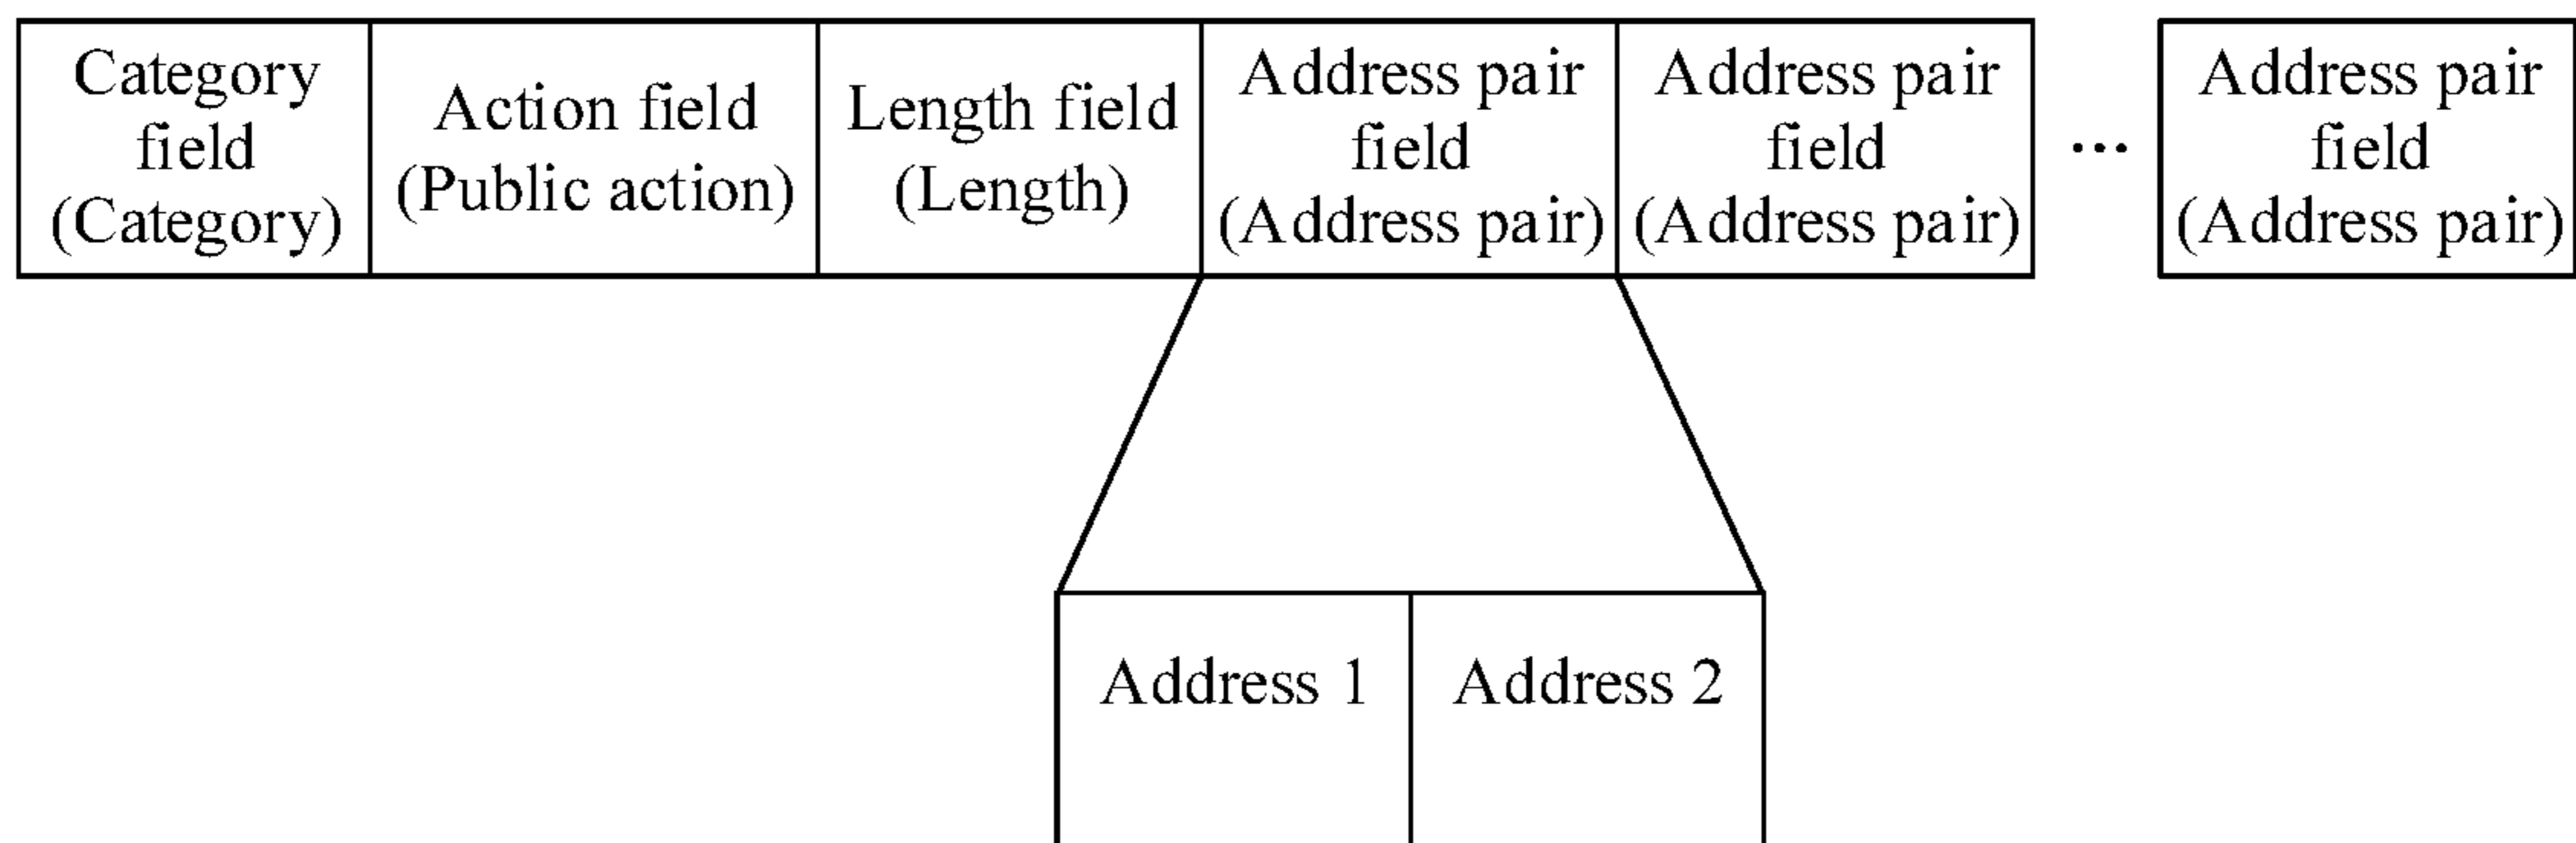 Category
field
(Category)
Action field
(Public action)
Length field
(Length)
Address pair
field
(Address pair)
Address pair
field
(Address pair)
...
Address pair
field
(Address pair)
Address 1
Address 2